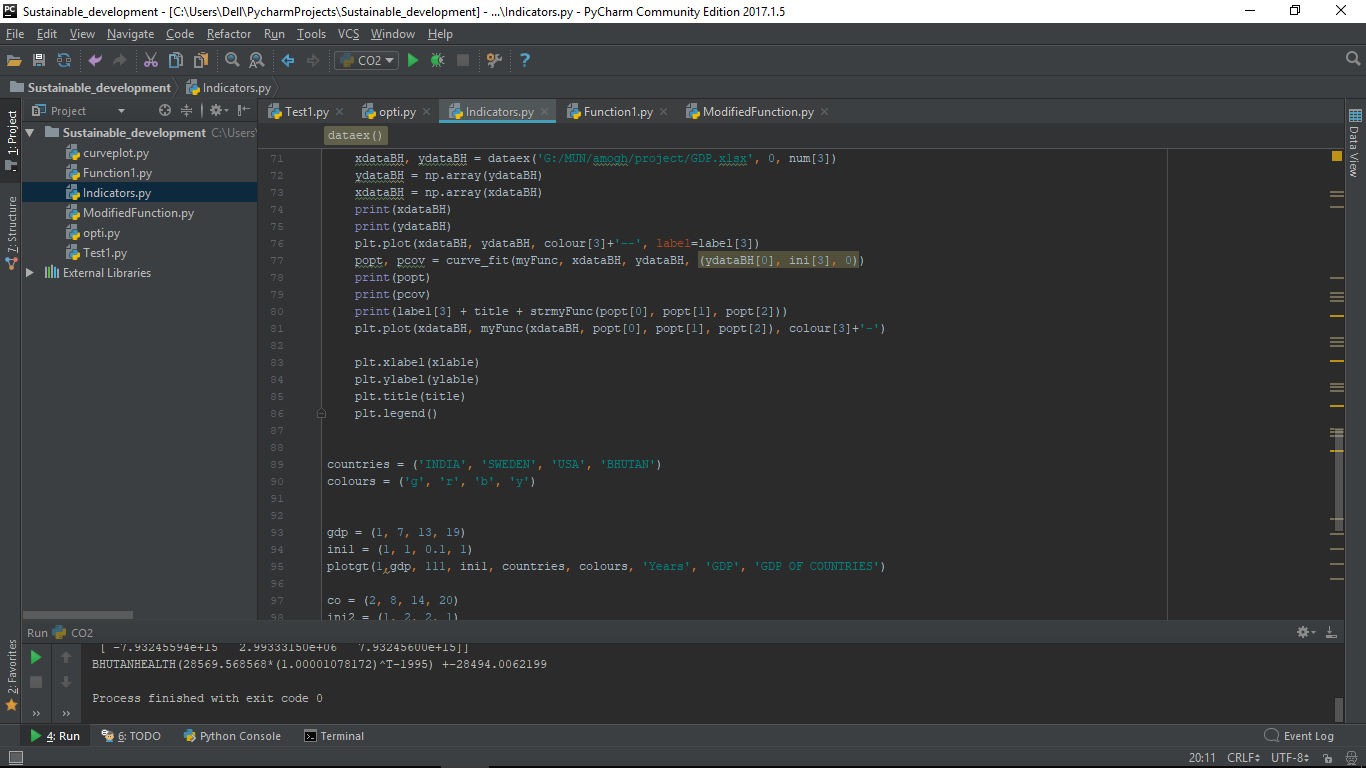 Sustainable_development - [C:\Users\Dell\PycharmProjects\Sustainable_development] - ...\Indicators.py - PyCharm Community Edition 2017.1.5
File Edit View Navigate Code Refactor Run Tools VCS Window Help
CO2
Sustainable_development Indicators.py
Project
Test1.py opti.py Indicators.py Function1.py ModifiedFunction.py
1: Project
7: Structure
2: Favorites
Data View
Sustainable_development C:\Users\
curveplot.py
Function1.py
Indicators.py
ModifiedFunction.py
opti.py
Test1.py
External Libraries
dataex()
71 xdataBH, ydataBH = dataex('G:/MUN/amogh/project/GDP.xlsx', 0, num[3])
72 ydataBH = np.array(ydataBH)
73 xdataBH = np.array(xdataBH)
74 print(xdataBH)
75 print(ydataBH)
76 plt.plot(xdataBH, ydataBH, colour[3]+'--', label=label[3])
77 popt, pcov = curve_fit(myFunc, xdataBH, ydataBH, (ydataBH[0], ini[3], 0))
78 print(popt)
79 print(pcov)
80 print(label[3] + title + strmyFunc(popt[0], popt[1], popt[2]))
81 plt.plot(xdataBH, myFunc(xdataBH, popt[0], popt[1], popt[2]), colour[3]+'-')
82
83 plt.xlabel(xlable)
84 plt.ylabel(ylable)
85 plt.title(title)
86 plt.legend()
87
88
89 countries = ('INDIA', 'SWEDEN', 'USA', 'BHUTAN')
90 colours = ('g', 'r', 'b', 'y')
91
92
93 gdp = (1, 7, 13, 19)
94 ini1 = (1, 1, 0.1, 1)
95 plotgt(1,gdp, 111, ini1, countries, colours, 'Years', 'GDP', 'GDP OF COUNTRIES')
96
97 co = (2, 8, 14, 20)
98 ini2 = (1, 2, 2, 1)
Run CO2
[ -7.93245594e+15 2.99333150e+06 7.93245600e+15]]
BHUTANHEALTH(28569.568568*(1.00001078172)^T-1995) +-28494.0062199
Process finished with exit code 0
4: Run 6: TODO Python Console Terminal Event Log
20:11 CRLF UTF-8